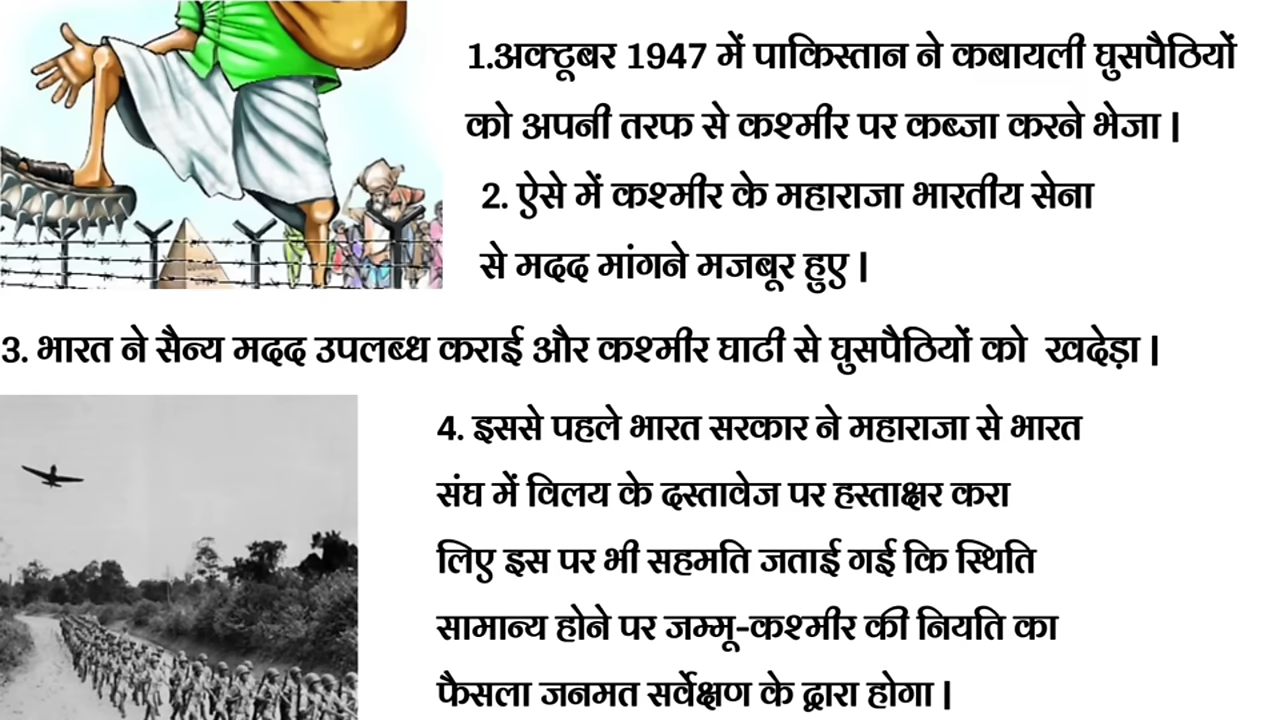 1.अक्टूबर 1947 में पाकिस्तान ने कबायली घुसपैठियों
को अपनी तरफ से कश्मीर पर कब्जा करने भेजा |
2. ऐसे में कश्मीर के महाराजा भारतीय सेना
से मदद मांगने मजबूर हुए |
3. भारत ने सैन्य मदद उपलब्ध कराई और कश्मीर घाटी से घुसपैठियों को खदेड़ा |
4. इससे पहले भारत सरकार ने महाराजा से भारत
संघ में विलय के दस्तावेज पर हस्ताक्षर करा
लिए इस पर भी सहमति जताई गई कि स्थिति
सामान्य होने पर जम्मू-कश्मीर की नियति का
फैसला जनमत सर्वेक्षण के द्वारा होगा |